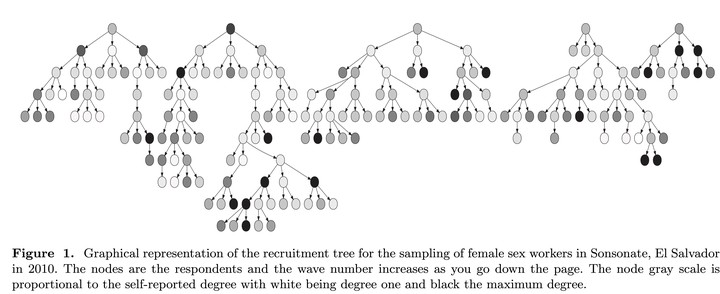 Figure 1. Graphical representation of the recruitment tree for the sampling of female sex workers in Sonsonate, El Salvador
in 2010. The nodes are the respondents and the wave number increases as you go down the page. The node gray scale is
proportional to the self-reported degree with white being degree one and black the maximum degree.